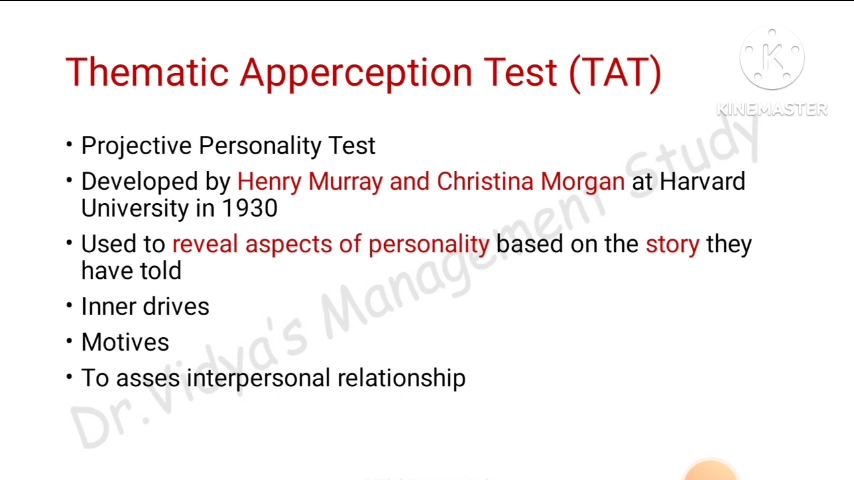 Thematic Apperception Test (TAT)
KINEMASTER
• Projective Personality Test
• Developed by Henry Murray and Christina Morgan at Harvard
University in 1930
• Used to reveal aspects of personality based on the story they
have told
• Inner drives
• Motives
• To asses interpersonal relationship
Dr.Vidya's Management Study